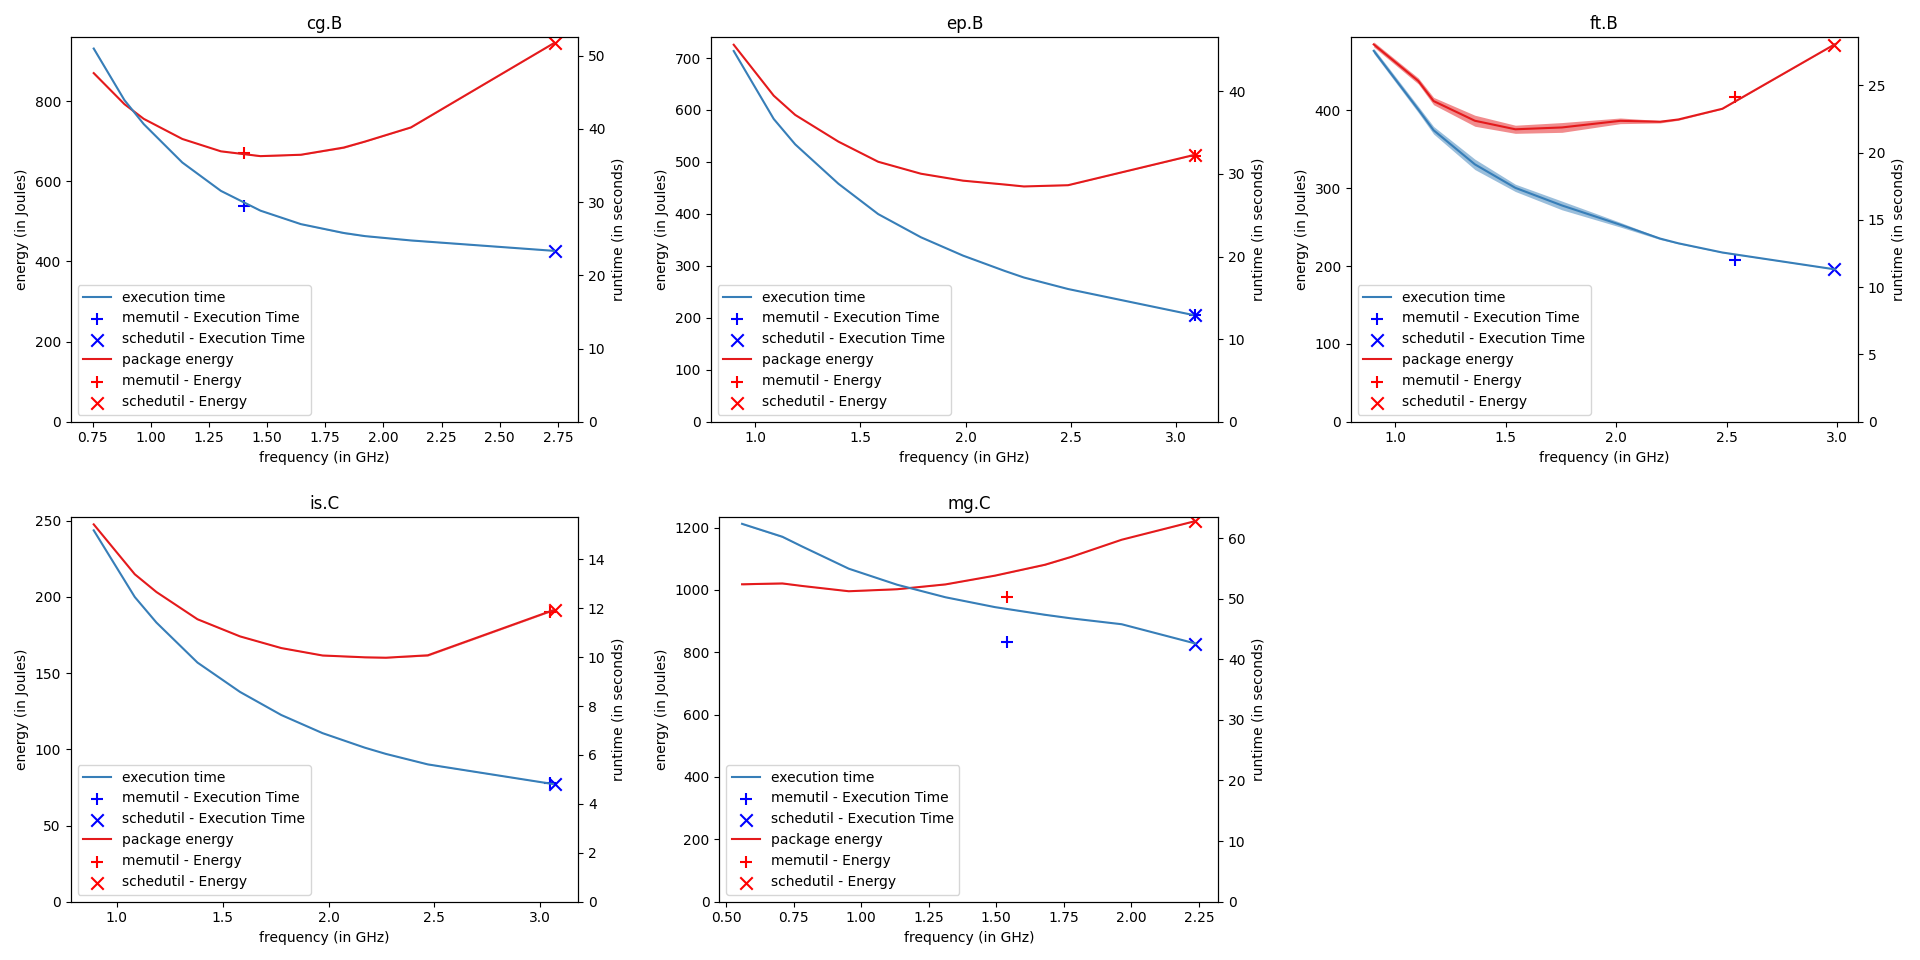 cg.B
energy (in Joules)
800
600
400
200
0
execution time
memutil - Execution Time
schedutil - Execution Time
package energy
memutil - Energy
schedutil - Energy
50
40
30
20
10
0
runtime (in seconds)
0.75 1.00 1.25 1.50 1.75 2.00 2.25 2.50 2.75
frequency (in GHz)
ep.B
energy (in Joules)
700
600
500
400
300
200
100
0
execution time
memutil - Execution Time
schedutil - Execution Time
package energy
memutil - Energy
schedutil - Energy
40
30
20
10
0
runtime (in seconds)
1.0 1.5 2.0 2.5 3.0
frequency (in GHz)
ft.B
energy (in Joules)
400
300
200
100
0
execution time
memutil - Execution Time
schedutil - Execution Time
package energy
memutil - Energy
schedutil - Energy
25
20
15
10
5
0
runtime (in seconds)
1.0 1.5 2.0 2.5 3.0
frequency (in GHz)
is.C
energy (in Joules)
250
200
150
100
50
0
execution time
memutil - Execution Time
schedutil - Execution Time
package energy
memutil - Energy
schedutil - Energy
14
12
10
8
6
4
2
0
runtime (in seconds)
1.0 1.5 2.0 2.5 3.0
frequency (in GHz)
mg.C
energy (in Joules)
1200
1000
800
600
400
200
0
execution time
memutil - Execution Time
schedutil - Execution Time
package energy
memutil - Energy
schedutil - Energy
60
50
40
30
20
10
0
runtime (in seconds)
0.50 0.75 1.00 1.25 1.50 1.75 2.00 2.25
frequency (in GHz)